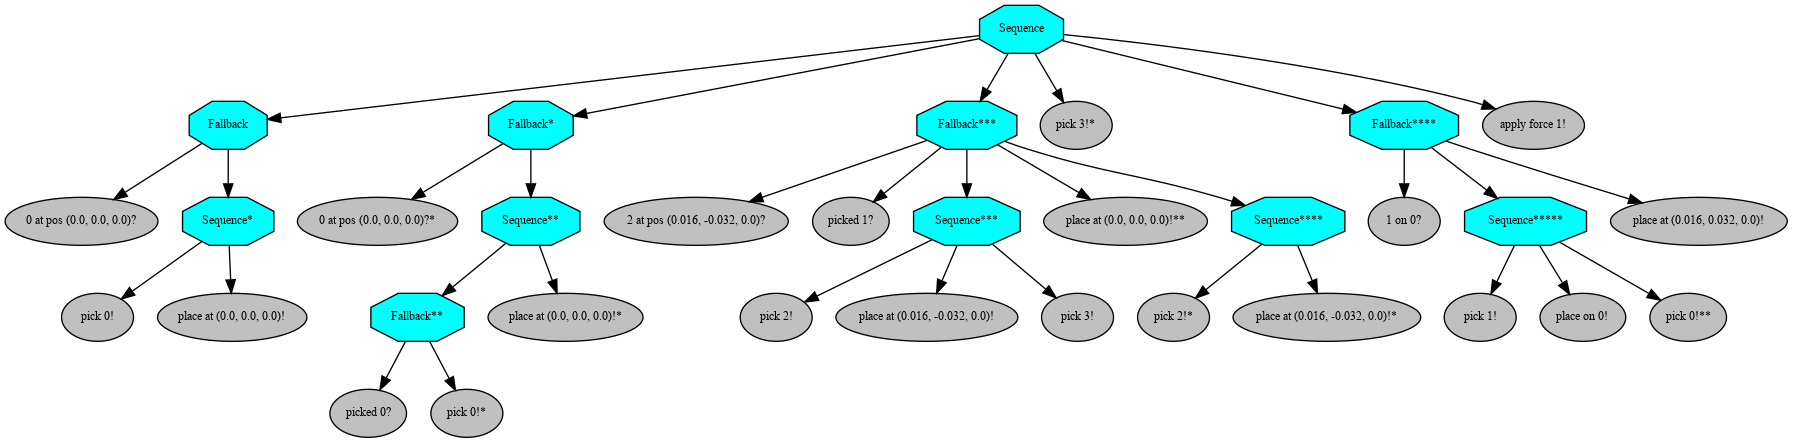 Sequence
Fallback
Fallback*
Fallback***
pick 3!*
Fallback****
apply force 1!
0 at pos (0.0, 0.0, 0.0)?
Sequence*
0 at pos (0.0, 0.0, 0.0)?*
Sequence**
2 at pos (0.016, -0.032, 0.0)?
picked 1?
Sequence***
place at (0.0, 0.0, 0.0)!**
Sequence****
1 on 0?
Sequence*****
place at (0.016, 0.032, 0.0)!
pick 0!
place at (0.0, 0.0, 0.0)!
Fallback**
place at (0.0, 0.0, 0.0)!*
pick 2!
place at (0.016, -0.032, 0.0)!
pick 3!
pick 2!*
place at (0.016, -0.032, 0.0)!*
pick 1!
place on 0!
pick 0!**
picked 0?
pick 0!*